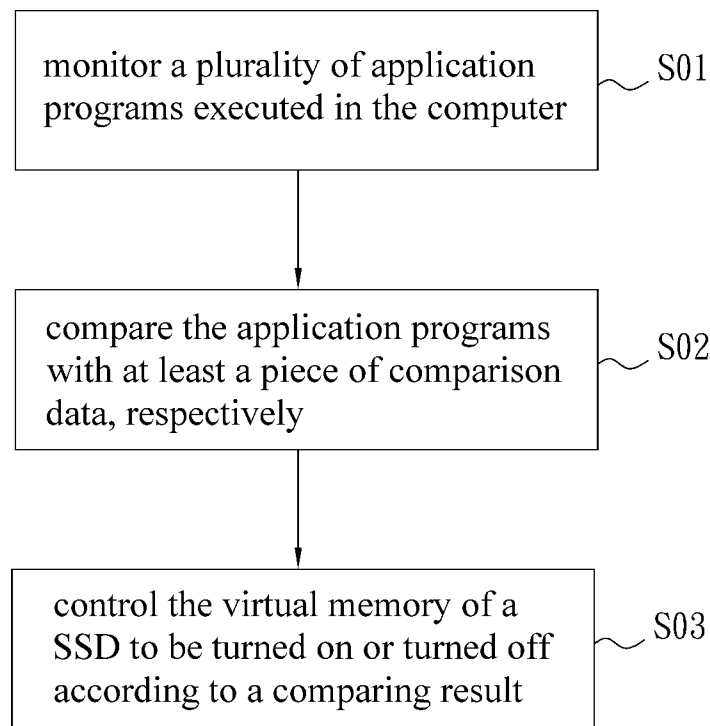 monitor a plurality of application
programs executed in the computer
S01
compare the application programs
with at least a piece of comparison
data, respectively
S02
control the virtual memory of a
SSD to be turned on or turned off
according to a comparing result
S03